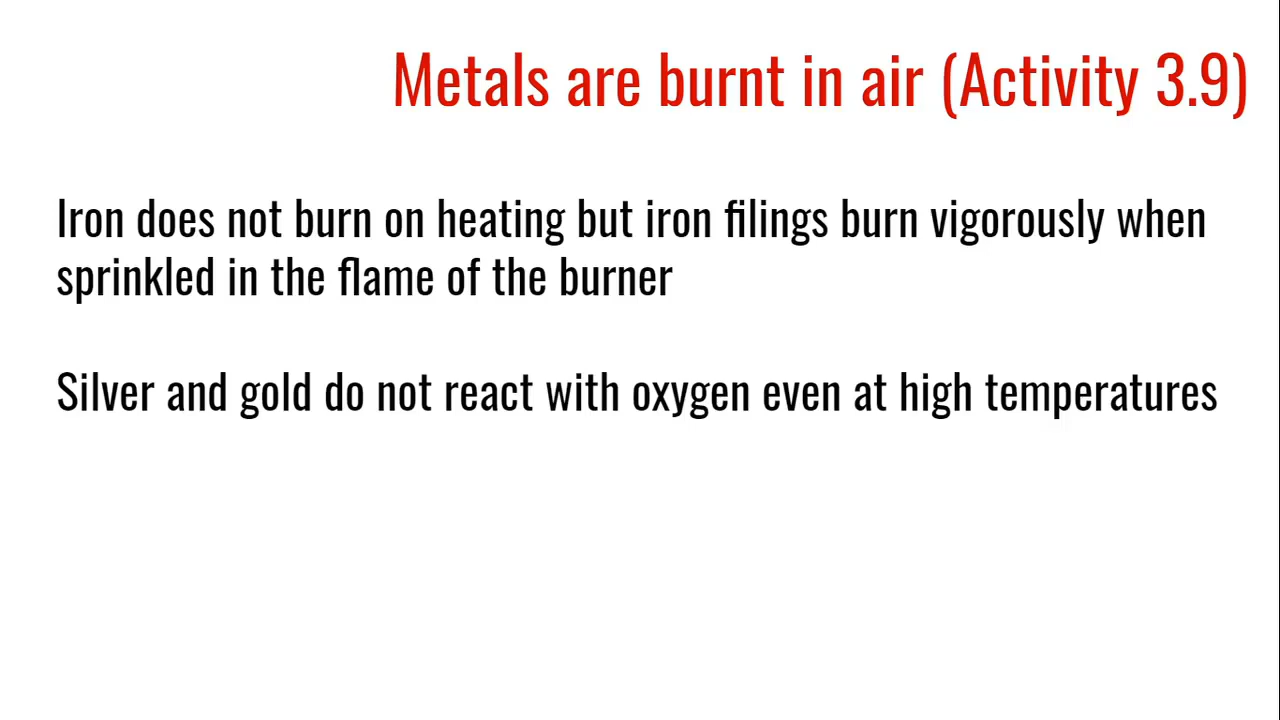 Metals are burnt in air (Activity 3.9)
Iron does not burn on heating but iron filings burn vigorously when
sprinkled in the flame of the burner
Silver and gold do not react with oxygen even at high temperatures